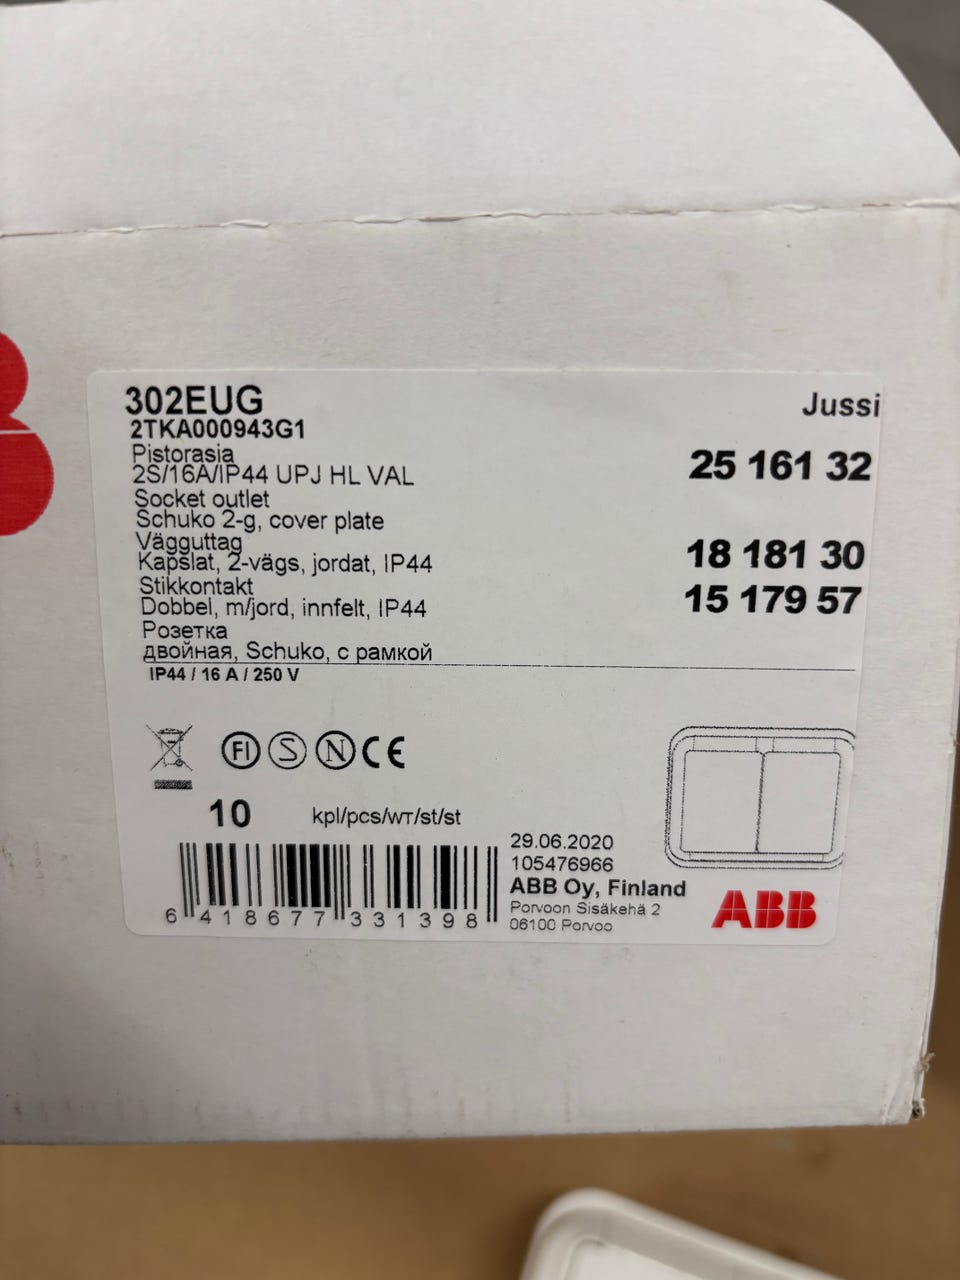 302EUG
Jussi
2TKA000943G1
Pistorasia
2S/16A/IP44 UPJ HL VAL
25 161 32
Socket outlet
Schuko 2-g, cover plate
Vägguttag
Kapslat, 2-vägs, jordat, IP44
18 181 30
Stikkontakt
Dobbel, m/jord, innfelt, IP44
15 179 57
Розетка
двойная, Schuko, с рамкой
IP44 / 16 A / 250 V
FI S N CE
10 kpl/pcs/шт/st/st
29.06.2020
105476966
ABB Oy, Finland
Porvoon Sisäkehä 2
06100 Porvoo
6 418677 331398
ABB